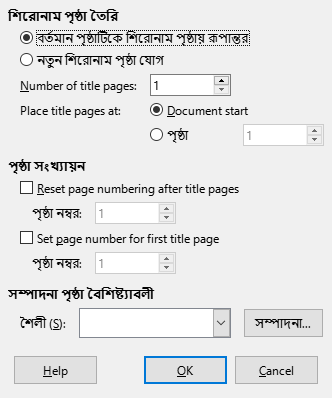 শিরোনাম পৃষ্ঠা তৈরি
বর্তমান পৃষ্ঠাটিকে শিরোনাম পৃষ্ঠায় রূপান্তর
নতুন শিরোনাম পৃষ্ঠা যোগ
Number of title pages: 1
Place title pages at: Document start
পৃষ্ঠা 1
পৃষ্ঠা সংখ্যায়ন
Reset page numbering after title pages
পৃষ্ঠা নম্বর: 1
Set page number for first title page
পৃষ্ঠা নম্বর: 1
সম্পাদনা পৃষ্ঠা বৈশিষ্ট্যাবলী
শৈলী (S): সম্পাদনা...
Help OK Cancel